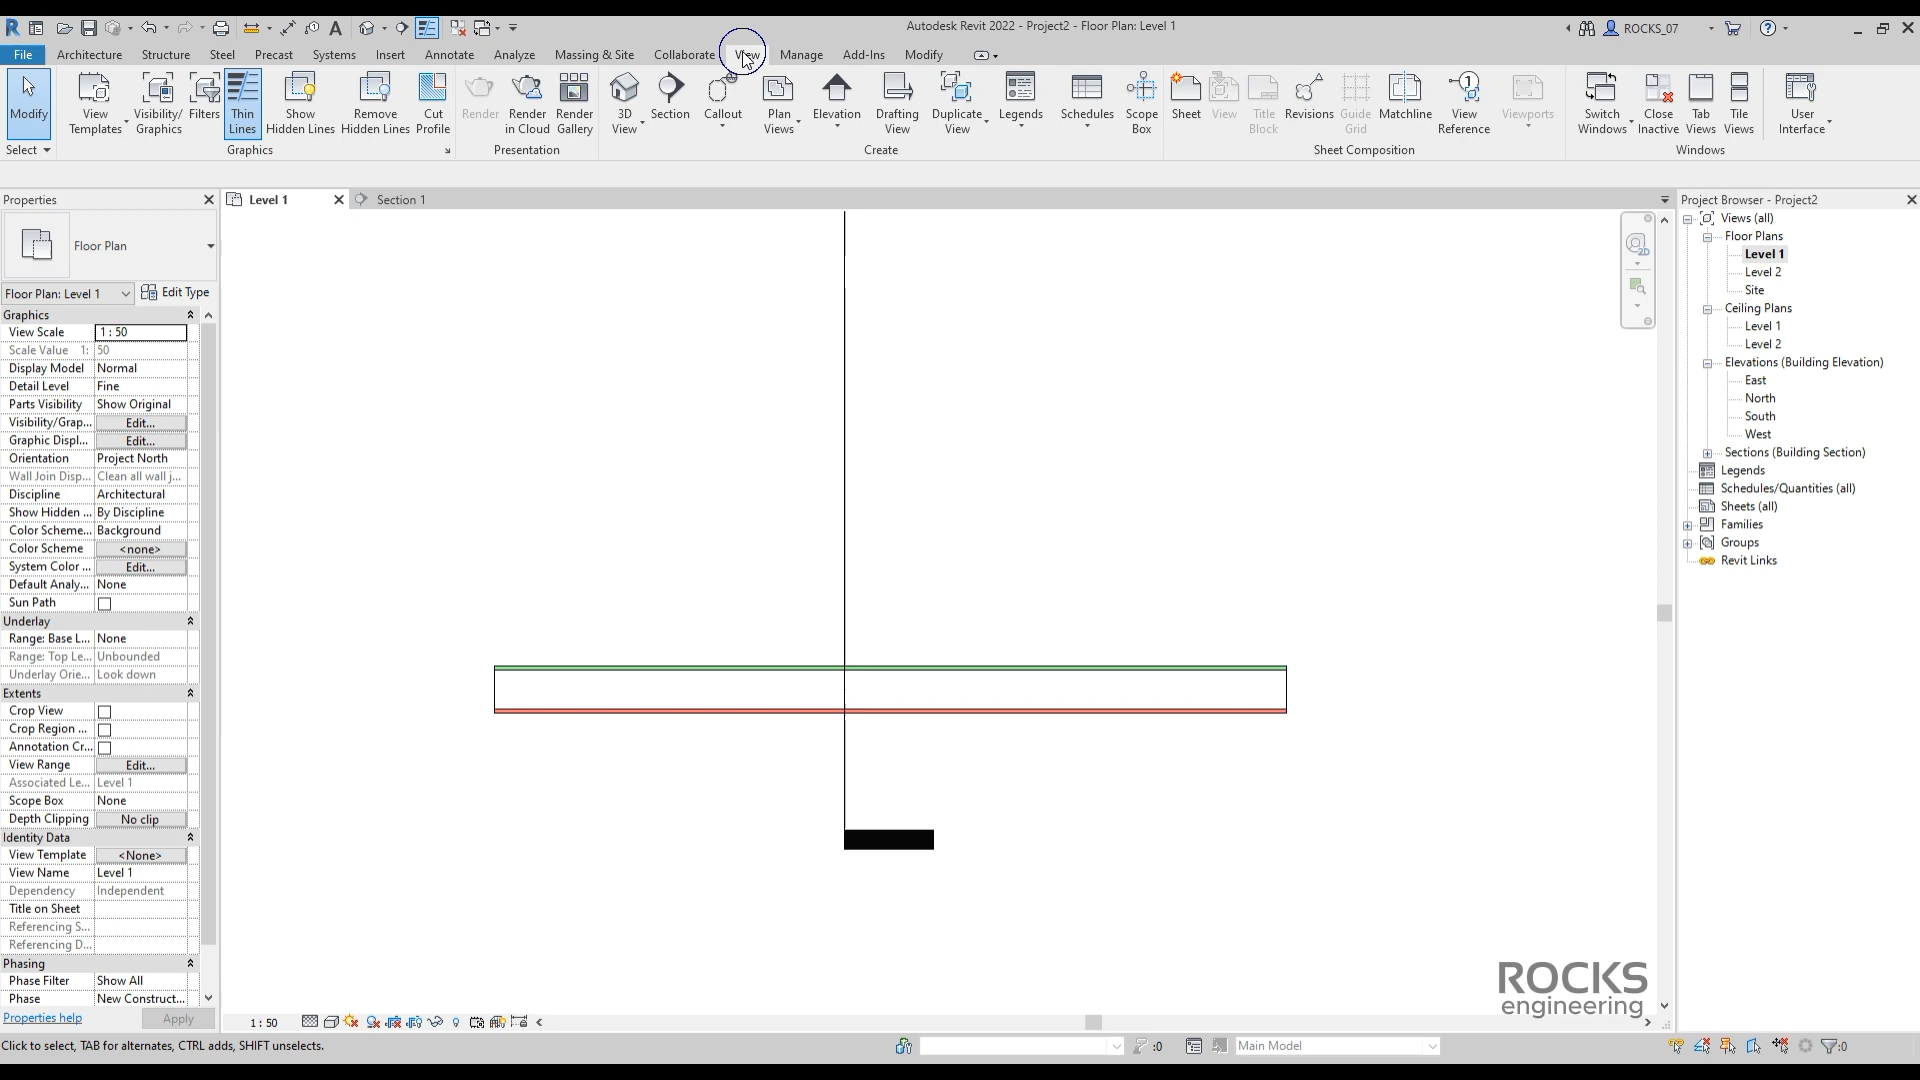 Autodesk Revit 2022 - Project2 - Floor Plan: Level 1
ROCKS_07
File Architecture Structure Steel Precast Systems Insert Annotate Analyze Massing & Site Collaborate View Manage Add-Ins Modify
Modify
View Templates
Visibility/ Graphics
Filters
Thin Lines
Show Hidden Lines
Remove Hidden Lines
Cut Profile
Render
Render in Cloud
Render Gallery
3D View
Section
Callout
Plan Views
Elevation
Drafting View
Duplicate View
Legends
Schedules
Scope Box
Sheet
View
Title Block
Revisions
Guide Grid
Matchline
View Reference
Viewports
Switch Windows
Close Inactive
Tab Views
Tile Views
User Interface
Select Graphics Presentation Create Sheet Composition Windows
Properties
Floor Plan
Floor Plan: Level 1 Edit Type
Graphics
View Scale 1 : 50
Scale Value 1: 50
Display Model Normal
Detail Level Fine
Parts Visibility Show Original
Visibility/Grap... Edit...
Graphic Displ... Edit...
Orientation Project North
Wall Join Disp... Clean all wall j...
Discipline Architectural
Show Hidden ... By Discipline
Color Scheme... Background
Color Scheme <none>
System Color ... Edit...
Default Analy... None
Sun Path
Underlay
Range: Base L... None
Range: Top Le... Unbounded
Underlay Orie... Look down
Extents
Crop View
Crop Region ...
Annotation Cr...
View Range Edit...
Associated Le... Level 1
Scope Box None
Depth Clipping No clip
Identity Data
View Template <None>
View Name Level 1
Dependency Independent
Title on Sheet
Referencing S...
Referencing D...
Phasing
Phase Filter Show All
Phase New Construct...
Properties help Apply
Level 1 Section 1
ROCKS
engineering
1 : 50
Project Browser - Project2
Views (all)
Floor Plans
Level 1
Level 2
Site
Ceiling Plans
Level 1
Level 2
Elevations (Building Elevation)
East
North
South
West
Sections (Building Section)
Legends
Schedules/Quantities (all)
Sheets (all)
Families
Groups
Revit Links
Click to select, TAB for alternates, CTRL adds, SHIFT unselects.
:0 Main Model :0